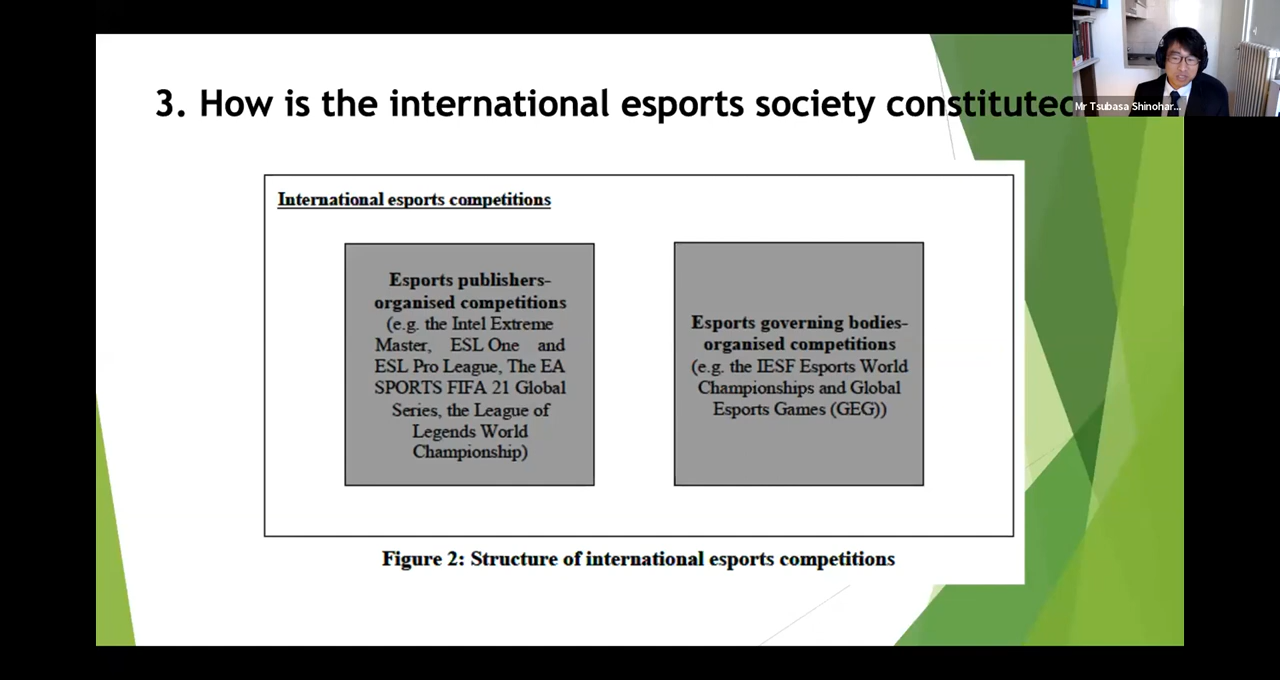 3. How is the international esports society constituted
Mr Tsubasa Shinohar...
International esports competitions
Esports publishers-
organised competitions
(e.g. the Intel Extreme
Master, ESL One and
ESL Pro League, The EA
SPORTS FIFA 21 Global
Series, the League of
Legends World
Championship)
Esports governing bodies-
organised competitions
(e.g. the IESF Esports World
Championships and Global
Esports Games (GEG))
Figure 2: Structure of international esports competitions